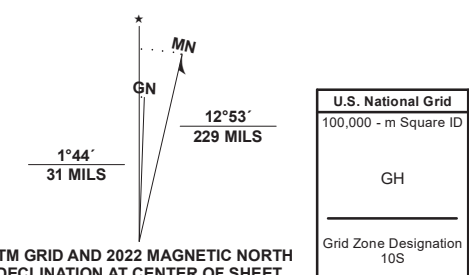 ★
MN
GN
12°53´
229 MILS
1°44´
31 MILS
TM GRID AND 2022 MAGNETIC NORTH
DECLINATION AT CENTER OF SHEET
U.S. National Grid
100,000 - m Square ID
GH
Grid Zone Designation
10S